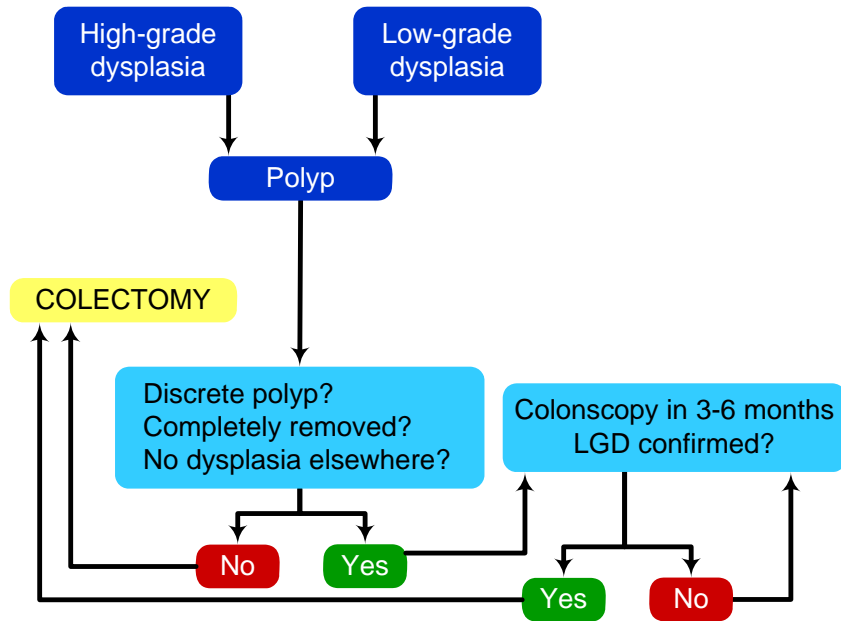 High-grade
dysplasia
Low-grade
dysplasia
Polyp
COLECTOMY
Discrete polyp?
Completely removed?
No dysplasia elsewhere?
Colonscopy in 3-6 months
LGD confirmed?
No
Yes
Yes
No